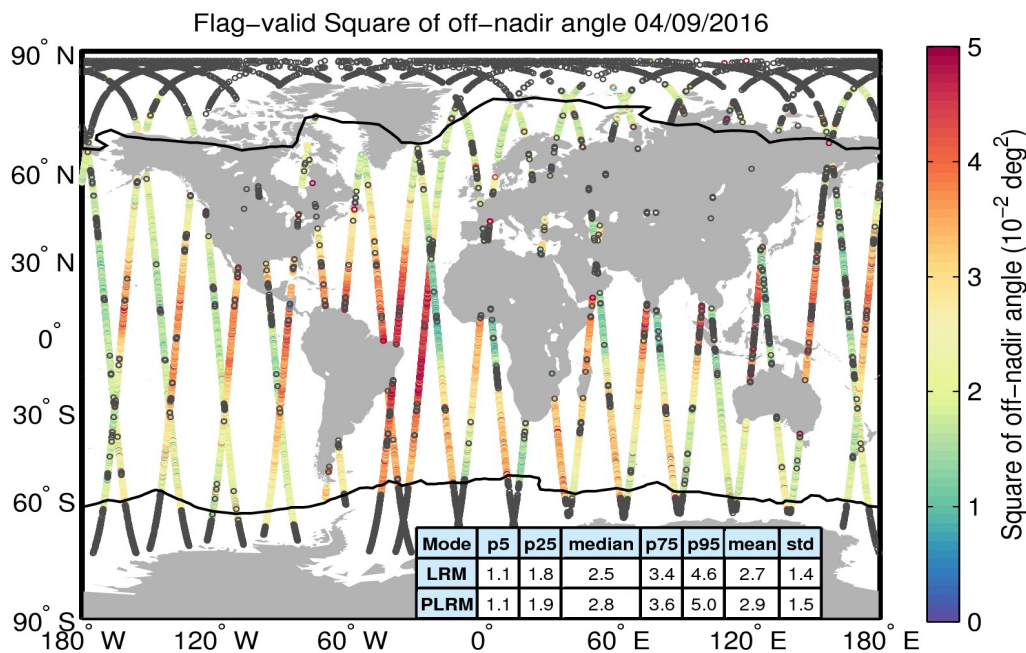 Flag-valid Square of off-nadir angle 04/09/2016
90° N
60° N
30° N
0°
30° S
60° S
90° S
180° W
120° W
60° W
0°
60° E
120° E
180° E
Mode p5 p25 median p75 p95 mean std
LRM 1.1 1.8 2.5 3.4 4.6 2.7 1.4
PLRM 1.1 1.9 2.8 3.6 5.0 2.9 1.5
5
4
3
2
1
0
Square of off-nadir angle (10⁻² deg²)